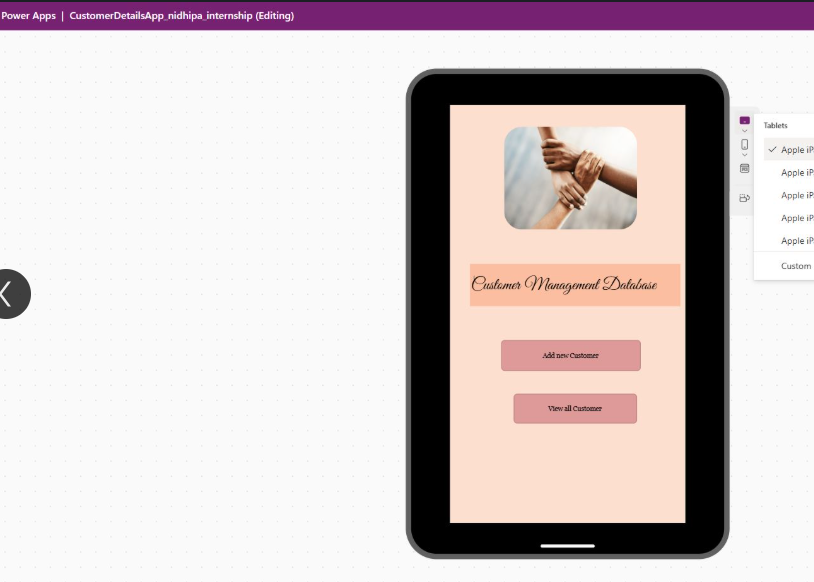 Power Apps | CustomerDetailsApp_nidhipa_internship (Editing)
Customer Management Database
Add new Customer
View all Customer
Tablets
Apple iP
Apple iP
Apple iP
Apple iP
Apple iP
Custom